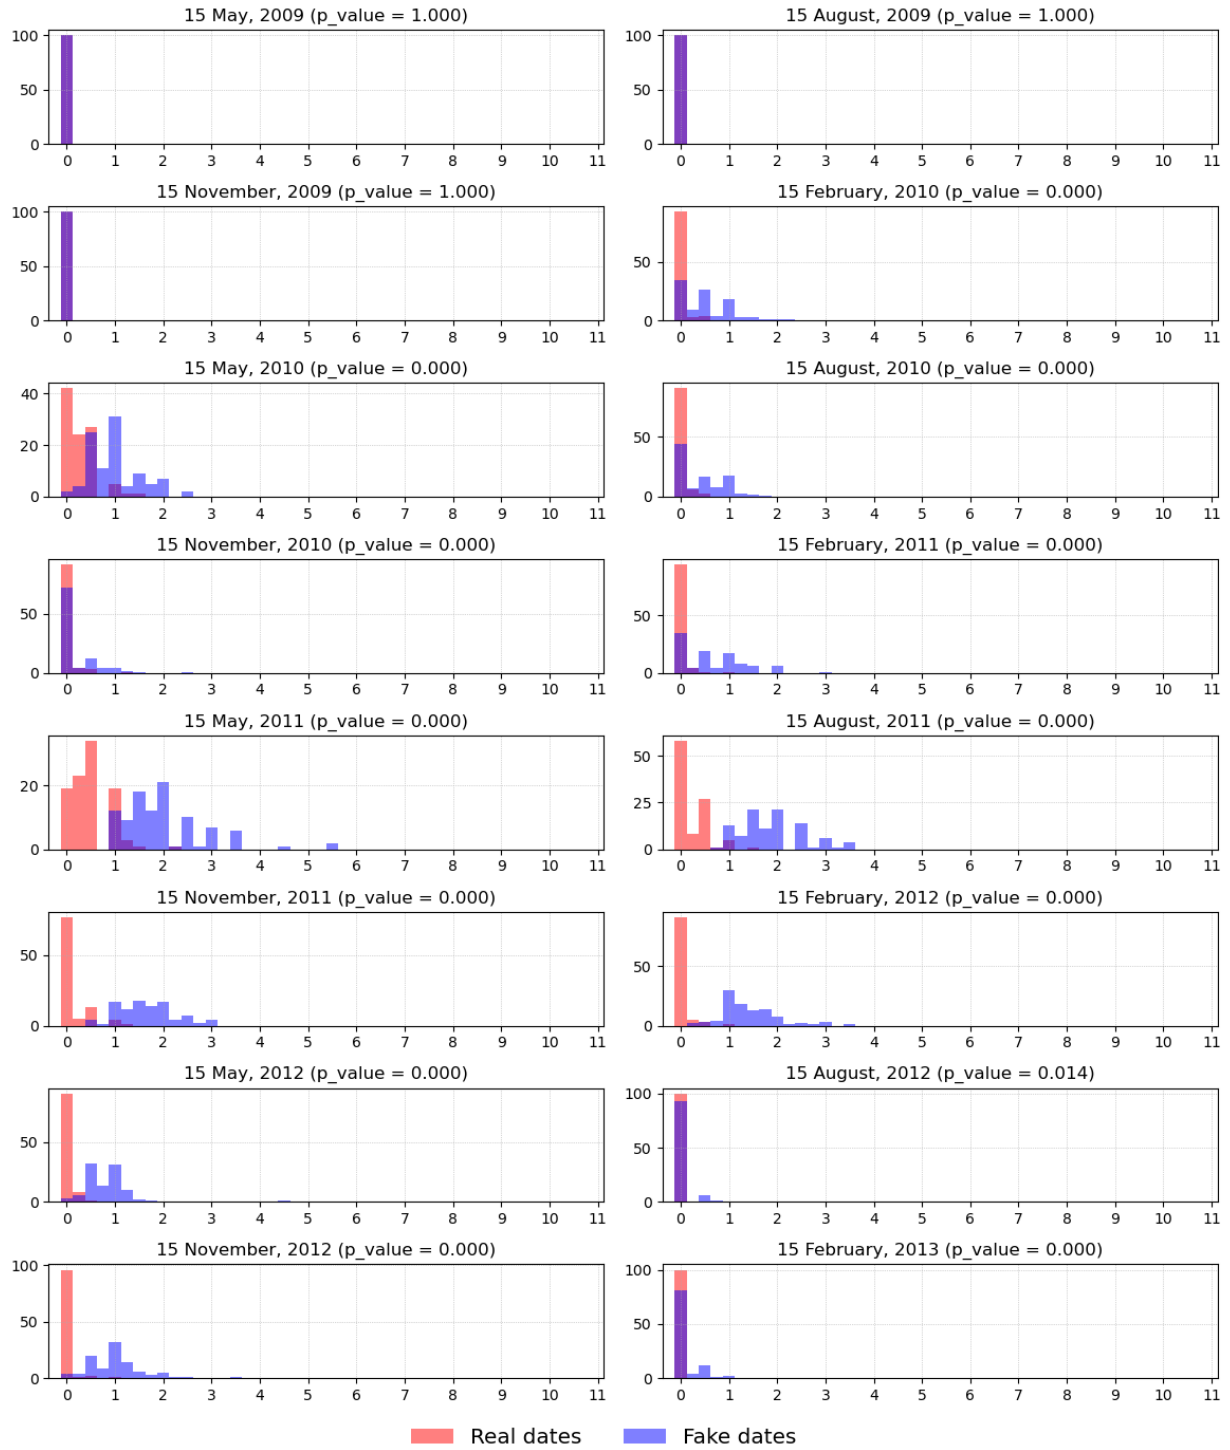 15 May, 2009 (p_value = 1.000)
100
50
0
0 1 2 3 4 5 6 7 8 9 10 11
15 August, 2009 (p_value = 1.000)
100
50
0
0 1 2 3 4 5 6 7 8 9 10 11
15 November, 2009 (p_value = 1.000)
100
50
0
0 1 2 3 4 5 6 7 8 9 10 11
15 February, 2010 (p_value = 0.000)
50
0
0 1 2 3 4 5 6 7 8 9 10 11
15 May, 2010 (p_value = 0.000)
40
20
0
0 1 2 3 4 5 6 7 8 9 10 11
15 August, 2010 (p_value = 0.000)
50
0
0 1 2 3 4 5 6 7 8 9 10 11
15 November, 2010 (p_value = 0.000)
50
0
0 1 2 3 4 5 6 7 8 9 10 11
15 February, 2011 (p_value = 0.000)
50
0
0 1 2 3 4 5 6 7 8 9 10 11
15 May, 2011 (p_value = 0.000)
20
0
0 1 2 3 4 5 6 7 8 9 10 11
15 August, 2011 (p_value = 0.000)
50
25
0
0 1 2 3 4 5 6 7 8 9 10 11
15 November, 2011 (p_value = 0.000)
50
0
0 1 2 3 4 5 6 7 8 9 10 11
15 February, 2012 (p_value = 0.000)
50
0
0 1 2 3 4 5 6 7 8 9 10 11
15 May, 2012 (p_value = 0.000)
50
0
0 1 2 3 4 5 6 7 8 9 10 11
15 August, 2012 (p_value = 0.014)
100
50
0
0 1 2 3 4 5 6 7 8 9 10 11
15 November, 2012 (p_value = 0.000)
100
50
0
0 1 2 3 4 5 6 7 8 9 10 11
15 February, 2013 (p_value = 0.000)
100
50
0
0 1 2 3 4 5 6 7 8 9 10 11
Real dates Fake dates